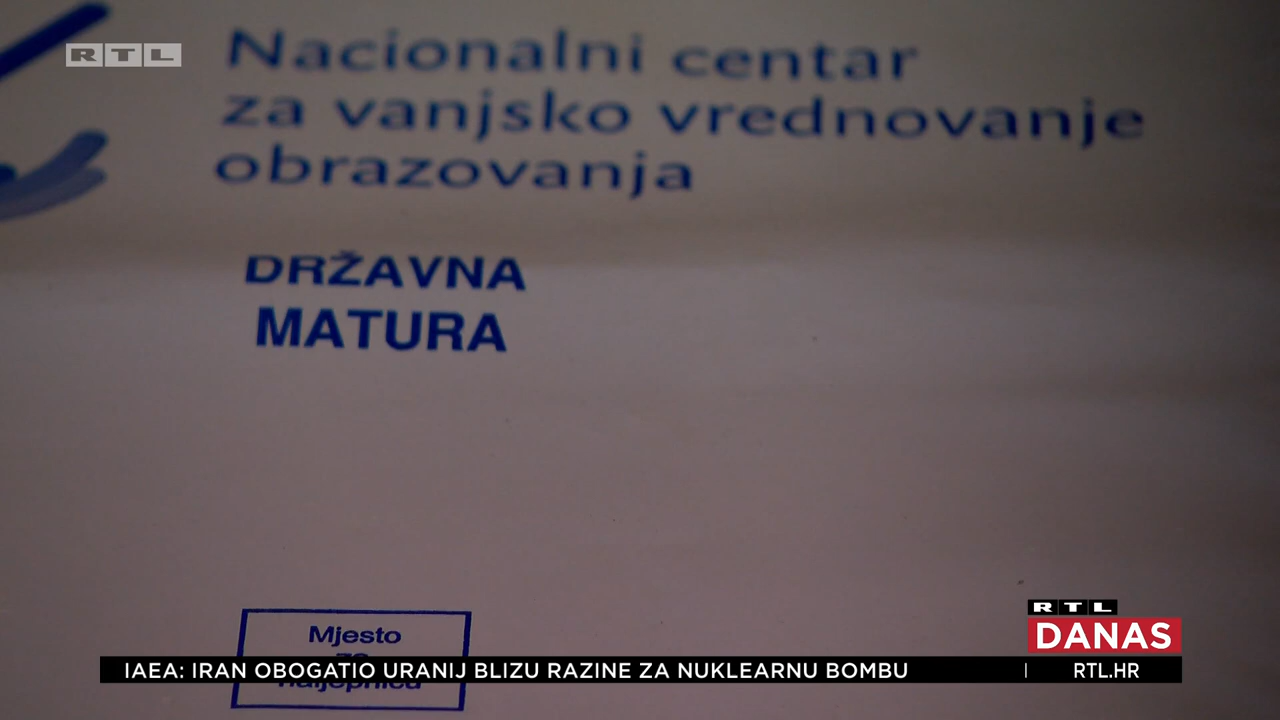 RTL
Nacionalni centar
za vanjsko vrednovanje
obrazovanja
DRŽAVNA
MATURA
Mjesto
RTL
DANAS
IAEA: IRAN OBOGATIO URANIJ BLIZU RAZINE ZA NUKLEARNU BOMBU
RTL.HR